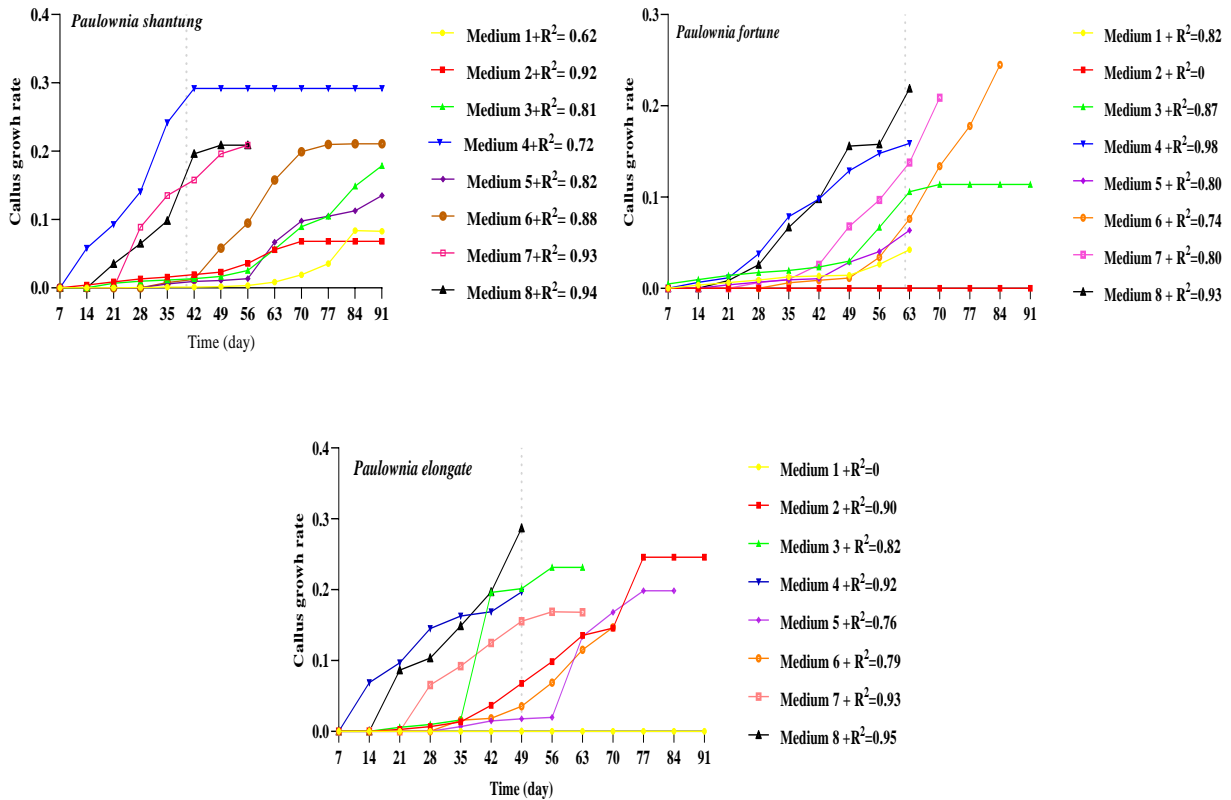 Paulownia shantung
0.4
0.3
0.2
0.1
0.0
Callus growh rate
7 14 21 28 35 42 49 56 63 70 77 84 91
Time (day)
Medium 1+R²= 0.62
Medium 2+R²= 0.92
Medium 3+R²= 0.81
Medium 4+R²= 0.72
Medium 5+R²= 0.82
Medium 6+R²= 0.88
Medium 7+R²= 0.93
Medium 8+R²= 0.94
Paulownia fortune
0.3
0.2
0.1
0.0
Callus growh rate
7 14 21 28 35 42 49 56 63 70 77 84 91
Medium 1 + R²=0.82
Medium 2 + R²=0
Medium 3 +R²=0.87
Medium 4 +R²=0.98
Medium 5 + R²=0.80
Medium 6 + R²=0.74
Medium 7 + R²=0.80
Medium 8 + R²=0.93
Paulownia elongate
0.4
0.3
0.2
0.1
0.0
Callus growh rate
7 14 21 28 35 42 49 56 63 70 77 84 91
Time (day)
Medium 1 +R²=0
Medium 2 +R²=0.90
Medium 3 + R²=0.82
Medium 4 +R²=0.92
Medium 5 +R²=0.76
Medium 6 + R²=0.79
Medium 7 + R²=0.93
Medium 8 +R²=0.95